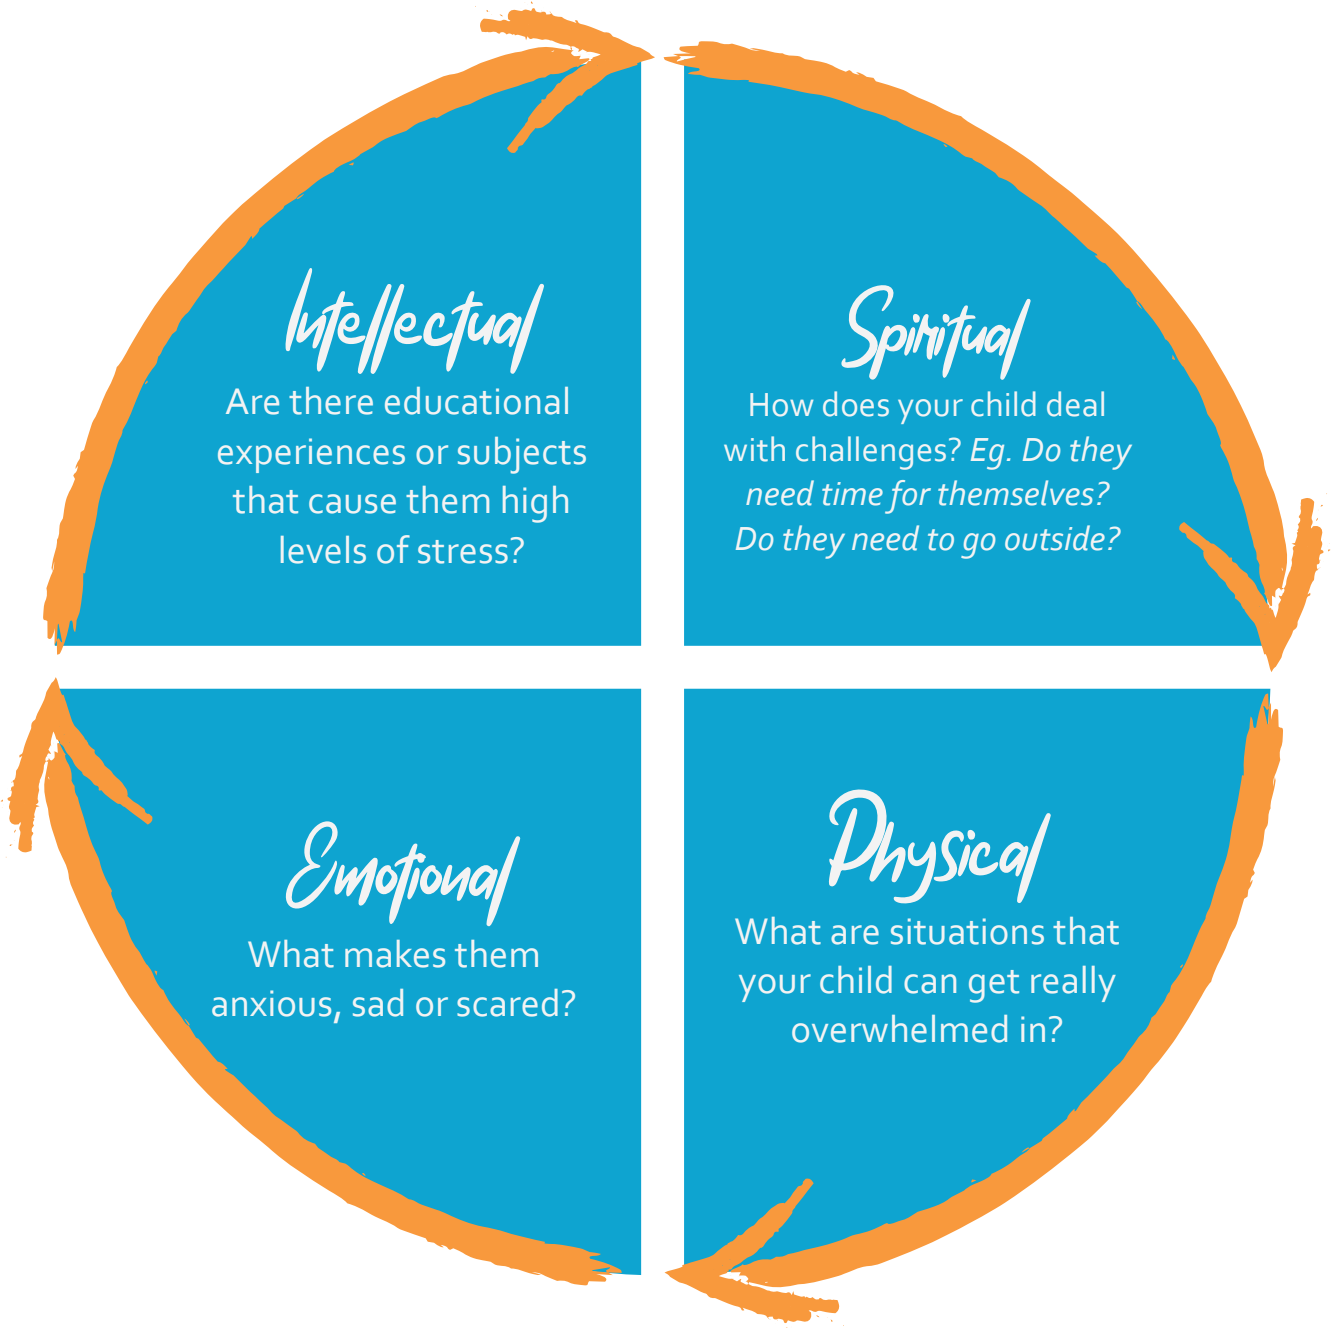 Intellectual
Are there educational
experiences or subjects
that cause them high
levels of stress?
Spiritual
How does your child deal
with challenges? Eg. Do they
need time for themselves?
Do they need to go outside?
Emotional
What makes them
anxious, sad or scared?
Physical
What are situations that
your child can get really
overwhelmed in?